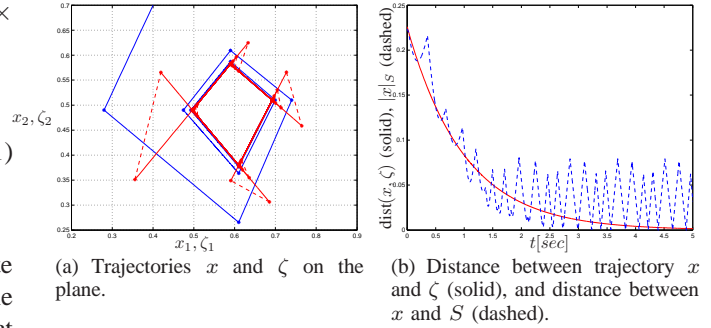 ×
)
te
e
at
0.7
0.65
0.6
0.55
0.5
x₂, ζ₂
0.45
0.4
0.35
0.3
0.25
0.2 0.3 0.4 0.5 0.6 0.7 0.8 0.9
x₁, ζ₁
(a) Trajectories x and ζ on the
plane.
dist(x, ζ) (solid), |x|_S (dashed)
0.25
0.2
0.15
0.1
0.05
0
0 0.5 1 1.5 2 2.5 3 3.5 4 4.5 5
t[sec]
(b) Distance between trajectory x
and ζ (solid), and distance between
x and S (dashed).